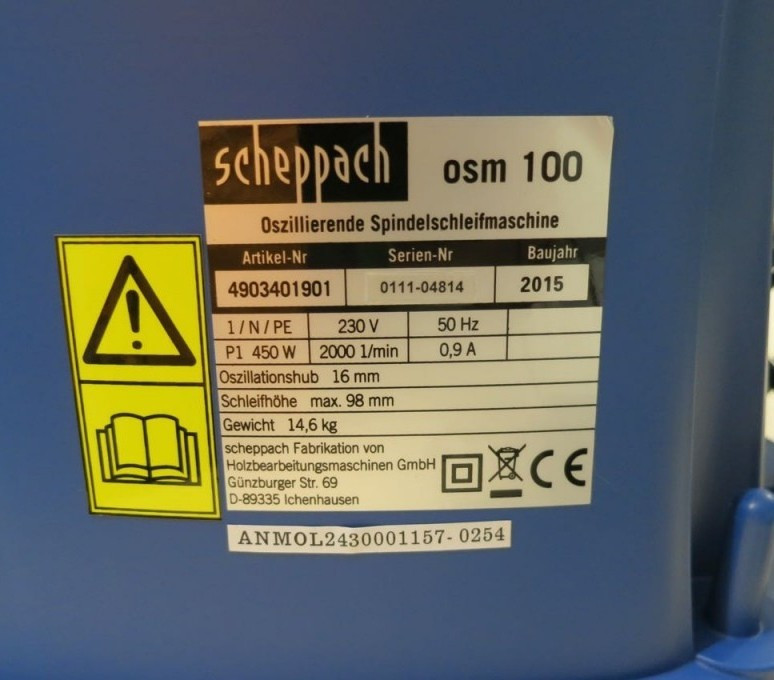 scheppach osm 100
Oszillierende Spindelschleifmaschine
Artikel-Nr Serien-Nr Baujahr
4903401901 0111-04814 2015
1/N/PE 230 V 50 Hz
P1 450 W 2000 1/min 0,9 A
Oszillationshub 16 mm
Schleifhöhe max. 98 mm
Gewicht 14,6 kg
scheppach Fabrikation von
Holzbearbeitungsmaschinen GmbH
Günzburger Str. 69
D-89335 Ichenhausen
CE
ANMOL2430001157-0254